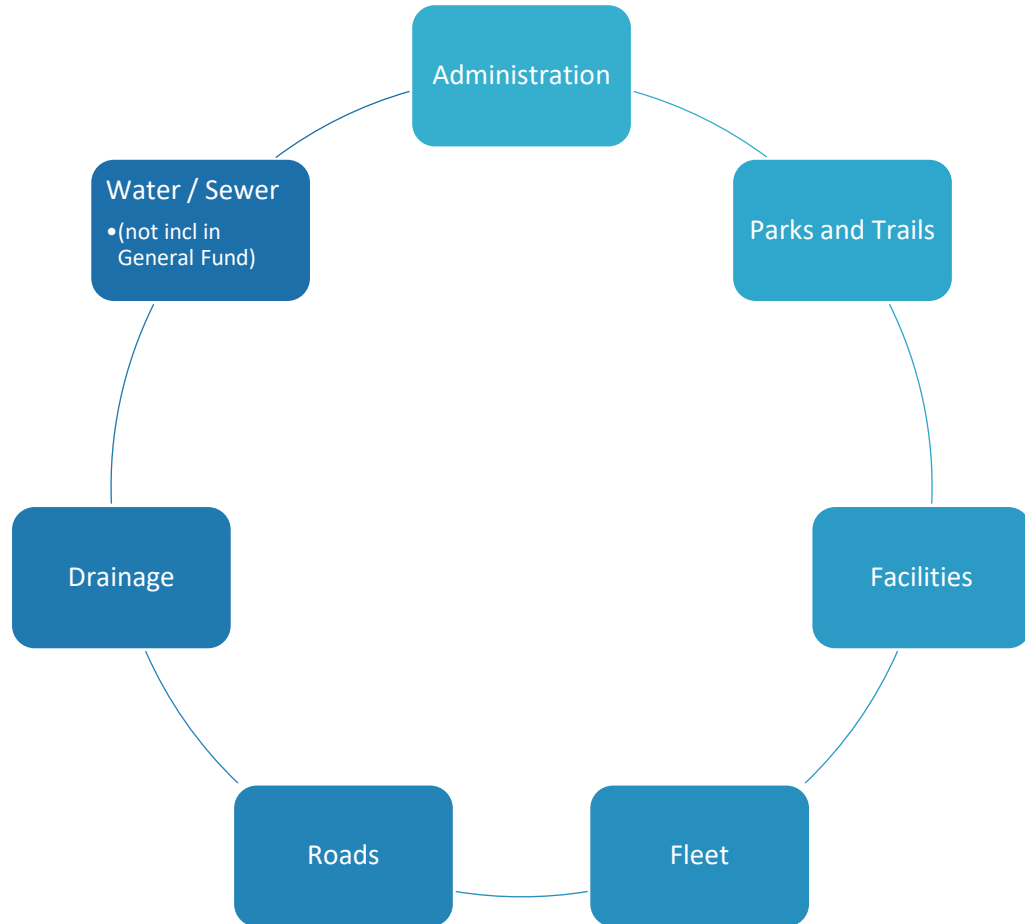 Administration
Parks and Trails
Facilities
Fleet
Roads
Drainage
Water / Sewer
•(not incl in
General Fund)